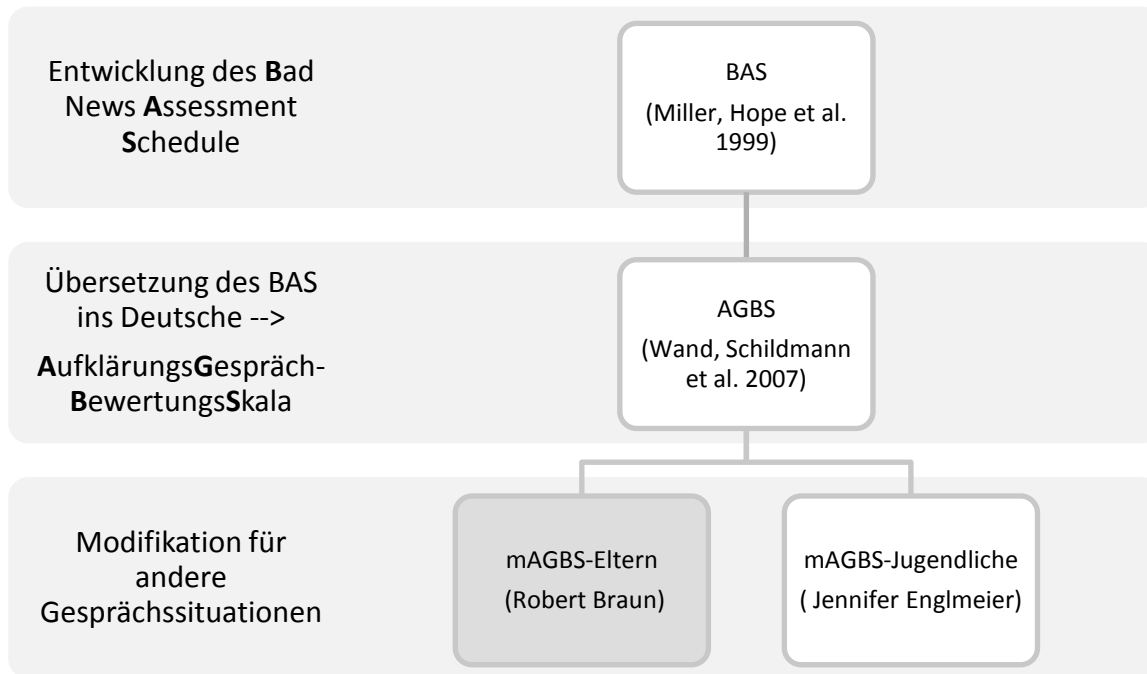 Entwicklung des Bad
News Assessment
Schedule
BAS
(Miller, Hope et al.
1999)
Übersetzung des BAS
ins Deutsche -->
AufklärungsGespräch-
BewertungsSkala
AGBS
(Wand, Schildmann
et al. 2007)
Modifikation für
andere
Gesprächssituationen
mAGBS-Eltern
(Robert Braun)
mAGBS-Jugendliche
( Jennifer Englmeier)